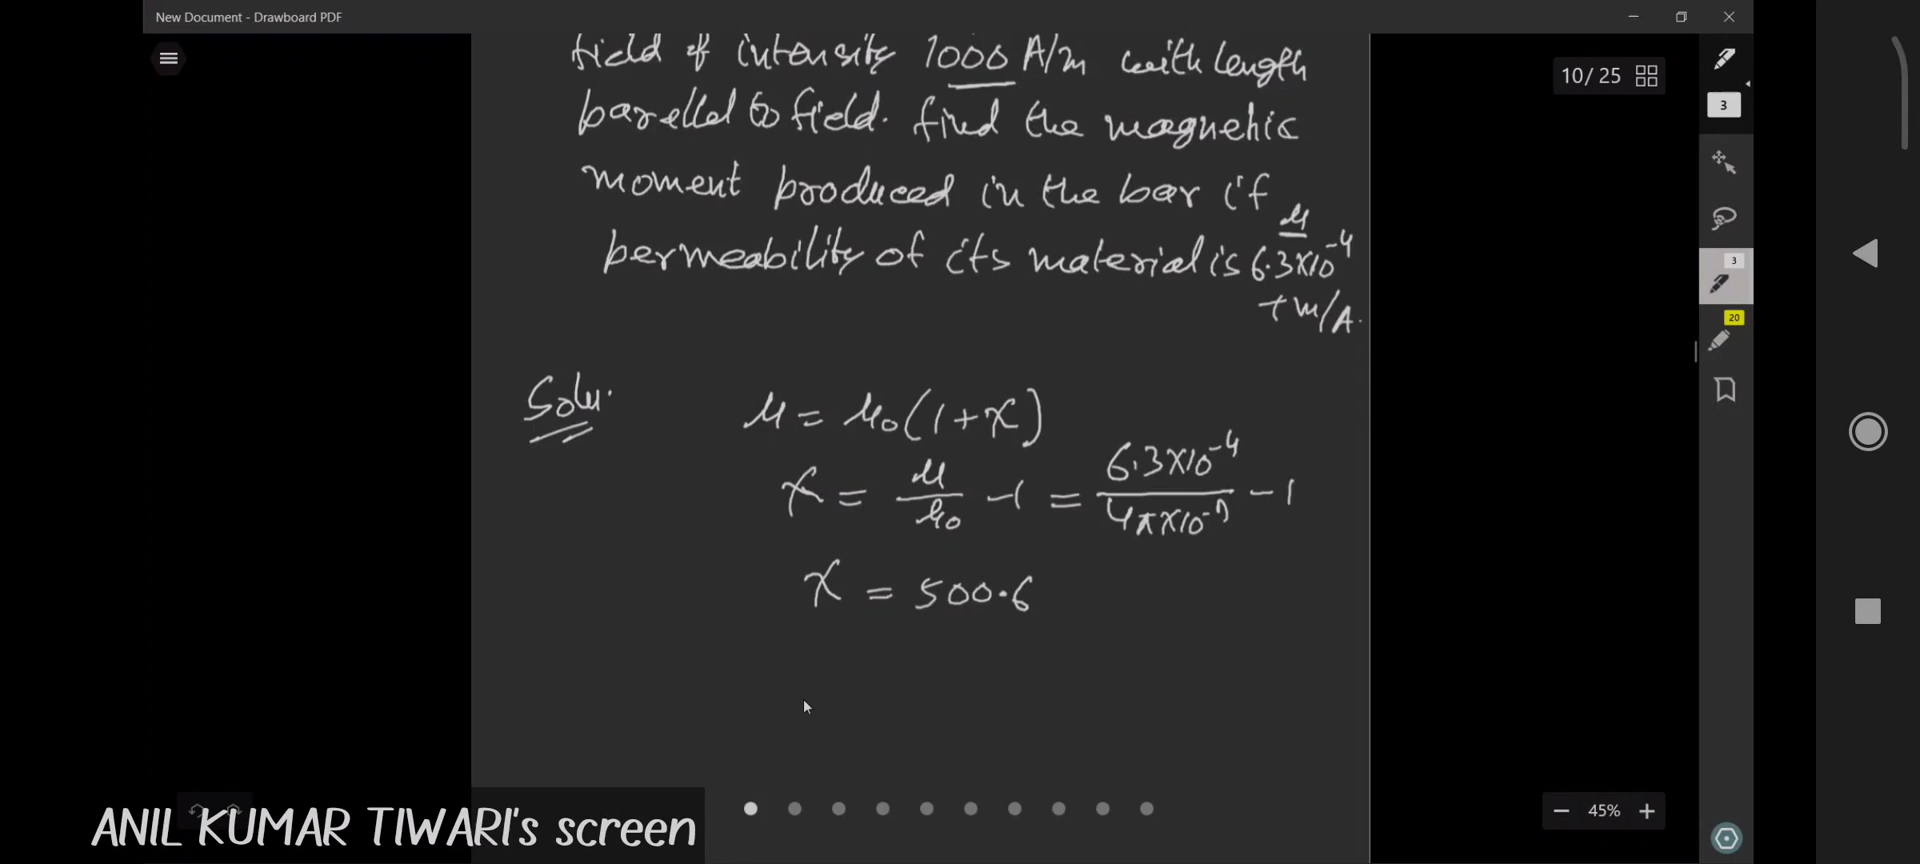 New Document - Drawboard PDF
field of intensity 1000 A/m with length
10/ 25
3
barellel to field. find the magnetic
moment produced in the bar if
μ
permeability of its material is 6.3×10⁻⁴
T m/A.
3
20
Solu.
μ = μ₀(1+χ)
χ = μ/μ₀ -1 = 6.3×10⁻⁴/4π×10⁻⁷ -1
χ = 500.6
ANIL KUMAR TIWARI's screen
45%